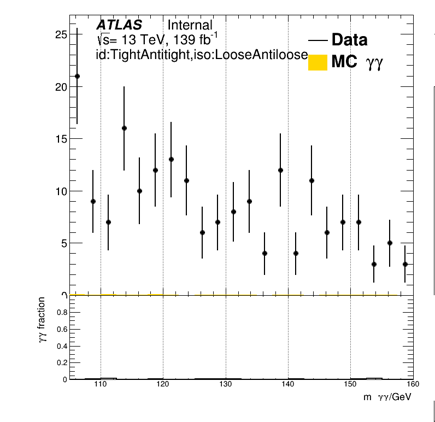 ATLAS Internal
√s= 13 TeV, 139 fb⁻¹
id:TightAntitight,iso:LooseAntiloose
Data
MC γγ
25
20
15
10
5
0
γγ fraction
0.8
0.6
0.4
0.2
0
110 120 130 140 150 160
m γγ/GeV